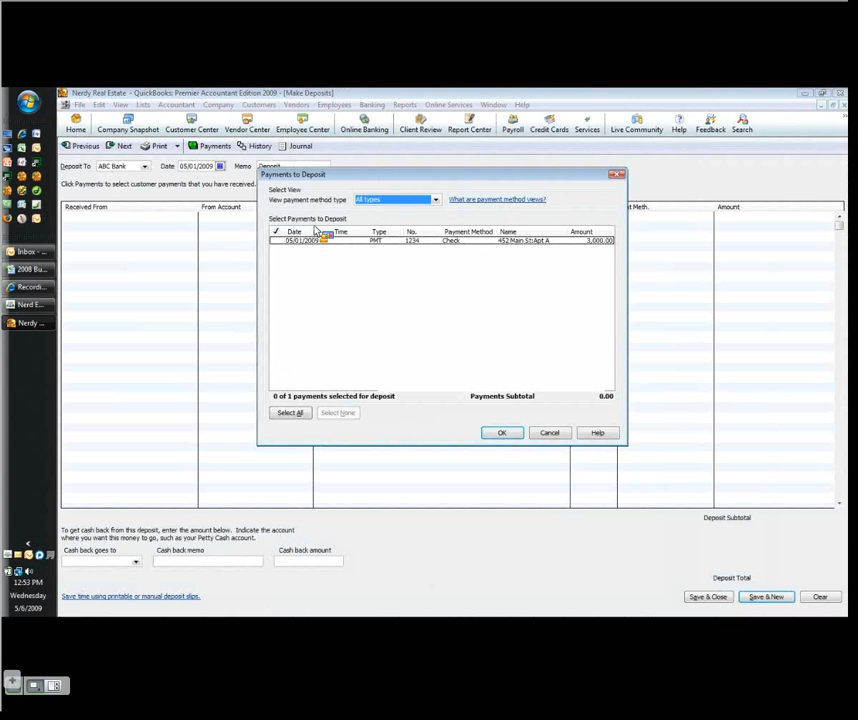 Nerdy Real Estate - QuickBooks: Premier Accountant Edition 2009 - [Make Deposits]
File Edit View Lists Accountant Company Customers Vendors Employees Banking Reports Online Services Window Help
Home Company Snapshot Customer Center Vendor Center Employee Center Online Banking Client Review Report Center Payroll Credit Cards Services Live Community Help Feedback Search
Previous Next Print Payments History Journal
Deposit To ABC Bank Date 05/01/2009 Memo Deposit
Click Payments to select customer payments that you have received.
Received From From Account Meth. Amount
Payments to Deposit
Select View
View payment method type All types What are payment method views?
Select Payments to Deposit
Date Time Type No. Payment Method Name Amount
05/01/2009 PMT 1234 Check 452 Main St:Apt A 3,000.00
0 of 1 payments selected for deposit Payments Subtotal 0.00
Select All Select None
OK Cancel Help
Inbox - ...
2008 Bu...
Recordi...
Nerd E...
Nerdy ...
Deposit Subtotal
To get cash back from this deposit, enter the amount below. Indicate the account
where you want this money to go, such as your Petty Cash account.
Cash back goes to Cash back memo Cash back amount
Deposit Total
Save time using printable or manual deposit slips.
Save & Close Save & New Clear
12:53 PM
Wednesday
5/6/2009